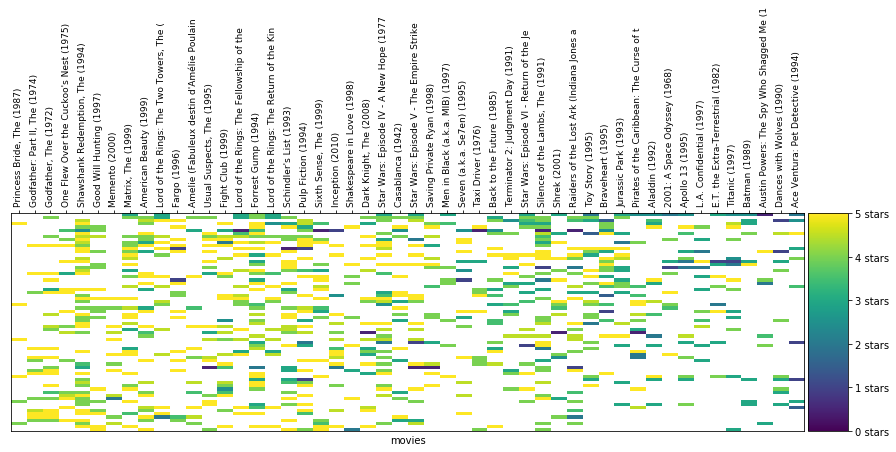 Princess Bride, The (1987)
Godfather: Part II, The (1974)
Godfather, The (1972)
One Flew Over the Cuckoo's Nest (1975)
Shawshank Redemption, The (1994)
Good Will Hunting (1997)
Memento (2000)
Matrix, The (1999)
American Beauty (1999)
Lord of the Rings: The Two Towers, The (
Fargo (1996)
Amelie (Fabuleux destin d'Amélie Poulain
Usual Suspects, The (1995)
Fight Club (1999)
Lord of the Rings: The Fellowship of the
Forrest Gump (1994)
Lord of the Rings: The Return of the Kin
Schindler's List (1993)
Pulp Fiction (1994)
Sixth Sense, The (1999)
Inception (2010)
Shakespeare in Love (1998)
Dark Knight, The (2008)
Star Wars: Episode IV - A New Hope (1977
Casablanca (1942)
Star Wars: Episode V - The Empire Strike
Saving Private Ryan (1998)
Men in Black (a.k.a. MIB) (1997)
Seven (a.k.a. Se7en) (1995)
Taxi Driver (1976)
Back to the Future (1985)
Terminator 2: Judgment Day (1991)
Star Wars: Episode VI - Return of the Je
Silence of the Lambs, The (1991)
Shrek (2001)
Raiders of the Lost Ark (Indiana Jones a
Toy Story (1995)
Braveheart (1995)
Jurassic Park (1993)
Pirates of the Caribbean: The Curse of t
Aladdin (1992)
2001: A Space Odyssey (1968)
Apollo 13 (1995)
L.A. Confidential (1997)
E.T. the Extra-Terrestrial (1982)
Titanic (1997)
Batman (1989)
Austin Powers: The Spy Who Shagged Me (1
Dances with Wolves (1990)
Ace Ventura: Pet Detective (1994)
5 stars
4 stars
3 stars
2 stars
1 stars
0 stars
movies